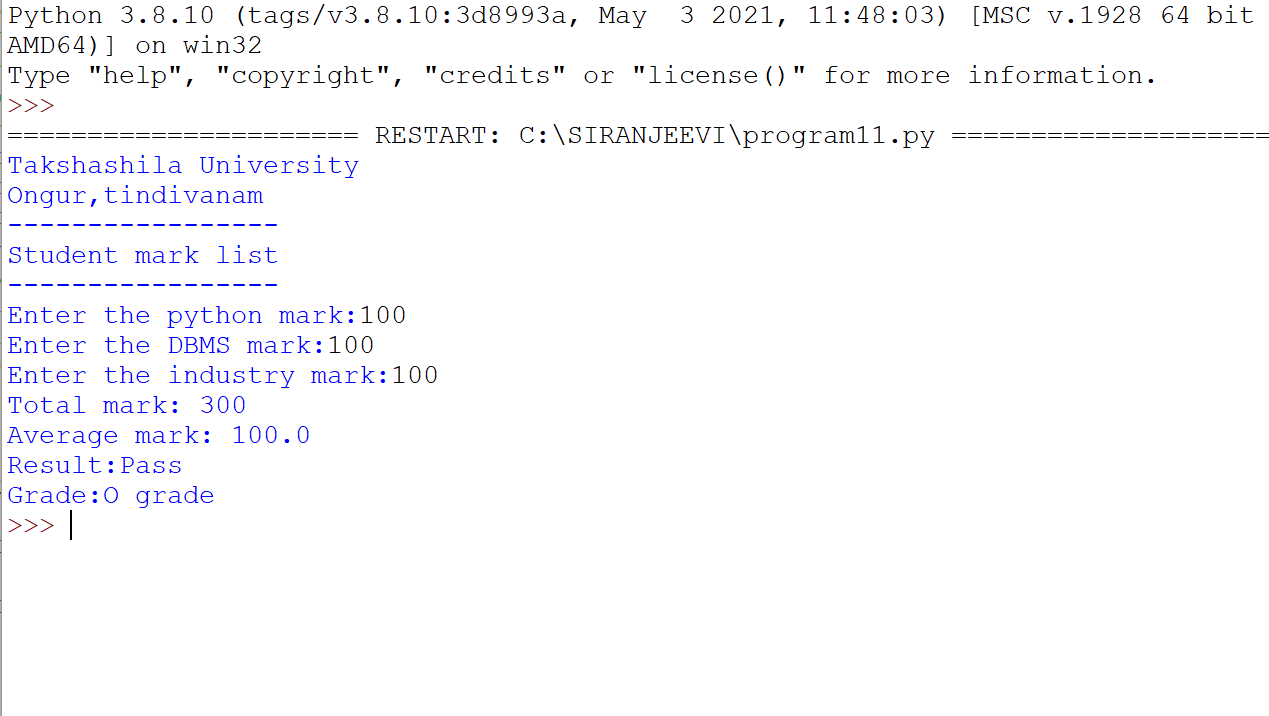 Python 3.8.10 (tags/v3.8.10:3d8993a, May  3 2021, 11:48:03) [MSC v.1928 64 bit
AMD64)] on win32
Type "help", "copyright", "credits" or "license()" for more information.
>>>
====================== RESTART: C:\SIRANJEEVI\program11.py ====================
Takshashila University
Ongur,tindivanam
-----------------
Student mark list
-----------------
Enter the python mark:100
Enter the DBMS mark:100
Enter the industry mark:100
Total mark: 300
Average mark: 100.0
Result:Pass
Grade:O grade
>>>